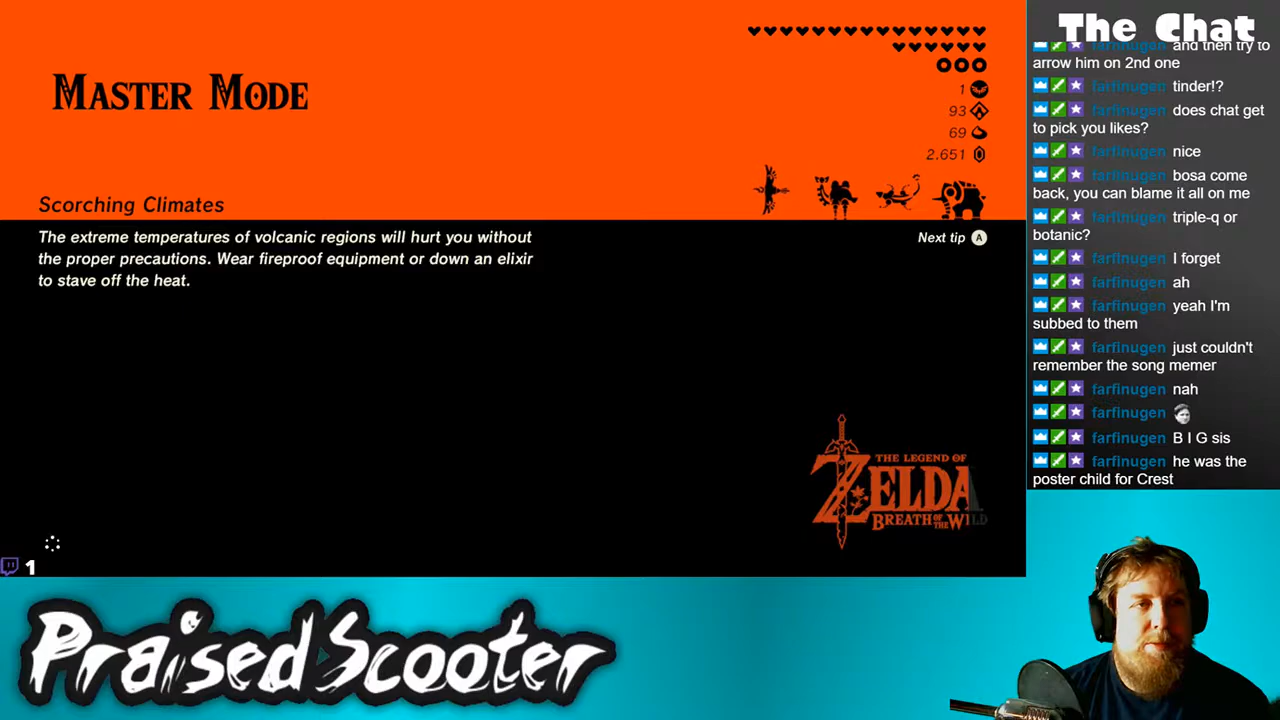 Master Mode
1
93
69
2.651
Scorching Climates
The extreme temperatures of volcanic regions will hurt you without
the proper precautions. Wear fireproof equipment or down an elixir
to stave off the heat.
Next tip A
THE LEGEND OF
ZELDA
BREATH OF THE WILD
1
PraisedScooter
The Chat
farfinugen and then try to
arrow him on 2nd one
farfinugen tinder!?
farfinugen does chat get
to pick you likes?
farfinugen nice
farfinugen bosa come
back, you can blame it all on me
farfinugen triple-q or
botanic?
farfinugen I forget
farfinugen ah
farfinugen yeah I'm
subbed to them
farfinugen just couldn't
remember the song memer
farfinugen nah
farfinugen
farfinugen B I G sis
farfinugen he was the
poster child for Crest